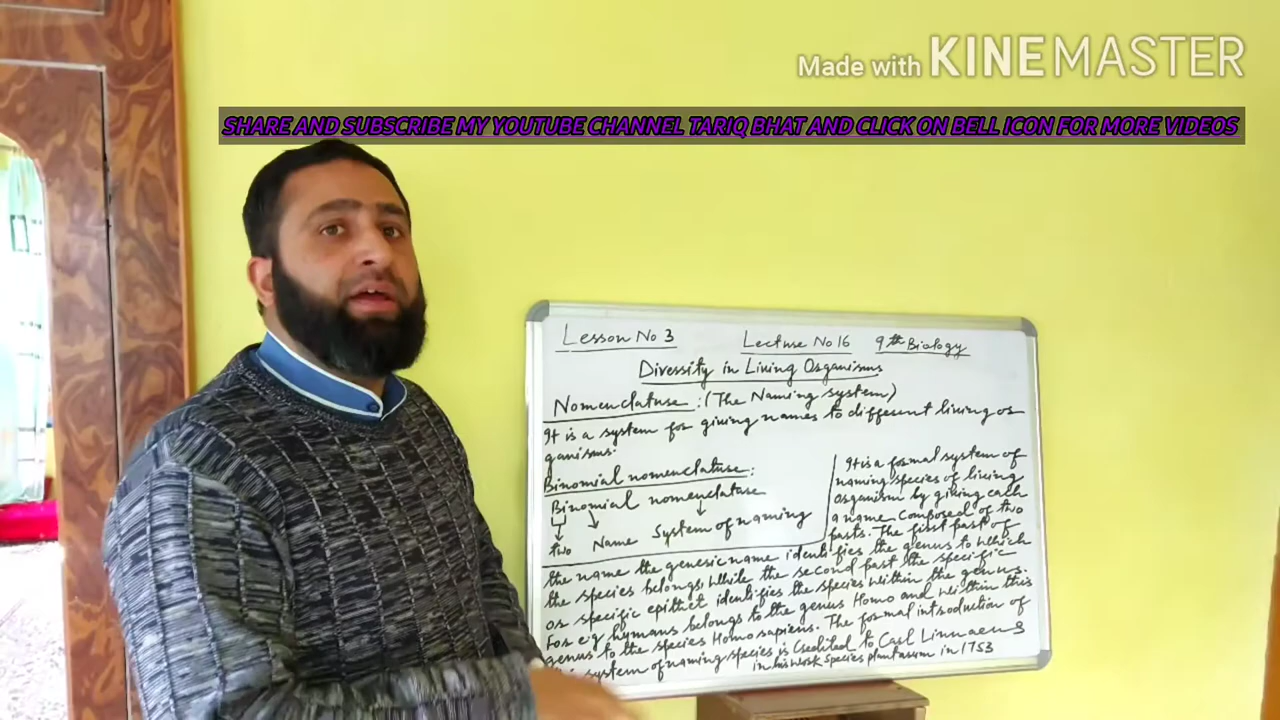 Made with KINEMASTER
SHARE AND SUBSCRIBE MY YOUTUBE CHANNEL TARIQ BHAT AND CLICK ON BELL ICON FOR MORE VIDEOS
Lesson No 3 Lecture No 16 9th Biology
Diversity in Living Organisms
Nomenclature : (The Naming system)
It is a system for giving names to different living or
ganisms.
Binomial nomenclature :
Binomial nomenclature
two Name System of naming
It is a formal system of
naming species of living
organism by giving each
a name composed of two
parts. The first part of
the name the generic name identifies the genus to which
the species belongs, while the second part the specific
or specific epithet identifies the species within the genus.
For e.g humans belongs to the genus Homo and within this
genus to the species Homo sapiens. The formal introduction of
system of naming species is credited to Carl Linnaeus
in his work Species plantarum in 1753